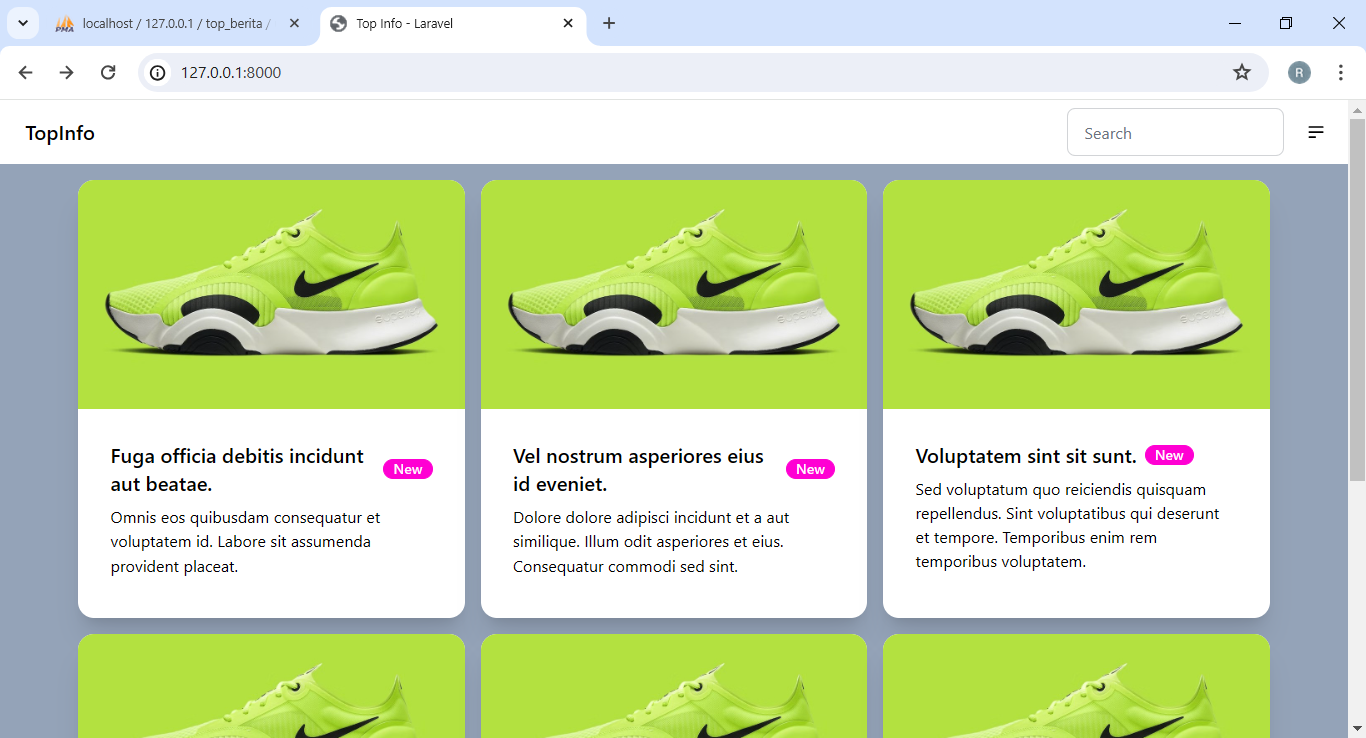 localhost / 127.0.0.1 / top_berita /
Top Info - Laravel
127.0.0.1:8000
R
TopInfo
Search
Fuga officia debitis incidunt
aut beatae.
New
Omnis eos quibusdam consequatur et
voluptatem id. Labore sit assumenda
provident placeat.
Vel nostrum asperiores eius
id eveniet.
New
Dolore dolore adipisci incidunt et a aut
similique. Illum odit asperiores et eius.
Consequatur commodi sed sint.
Voluptatem sint sit sunt.
New
Sed voluptatum quo reiciendis quisquam
repellendus. Sint voluptatibus qui deserunt
et tempore. Temporibus enim rem
temporibus voluptatem.